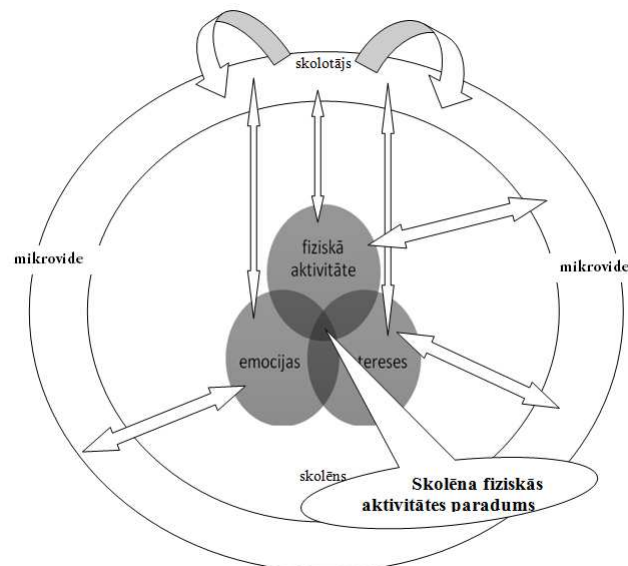 skolotājs
fiziskā
aktivitāte
mikrovide
mikrovide
emocijas
tereses
skolēns
Skolēna fiziskās
aktivitātes paradums